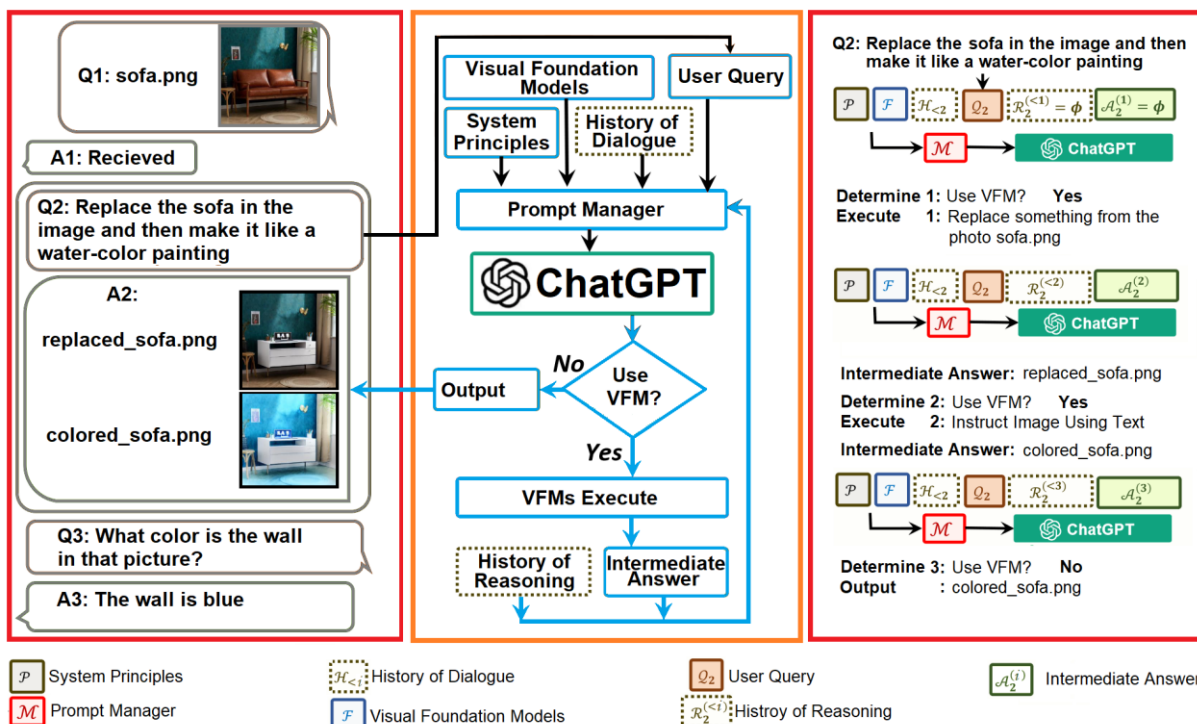 Q1: sofa.png
A1: Recieved
Q2: Replace the sofa in the
image and then make it like a
water-color painting
A2:
replaced_sofa.png
colored_sofa.png
Q3: What color is the wall
in that picture?
A3: The wall is blue
Visual Foundation
Models
User Query
System
Principles
History of
Dialogue
Prompt Manager
ChatGPT
No
Use
VFM?
Output
Yes
VFMs Execute
History of
Reasoning
Intermediate
Answer
Q2: Replace the sofa in the image and then
make it like a water-color painting
𝒫 ℱ ℋ<2 𝒬2 ℛ2(<1) = ϕ 𝒜2(1) = ϕ
ℳ ChatGPT
Determine 1: Use VFM? Yes
Execute 1: Replace something from the
photo sofa.png
𝒫 ℱ ℋ<2 𝒬2 ℛ2(<2) 𝒜2(2)
ℳ ChatGPT
Intermediate Answer: replaced_sofa.png
Determine 2: Use VFM? Yes
Execute 2: Instruct Image Using Text
Intermediate Answer: colored_sofa.png
𝒫 ℱ ℋ<2 𝒬2 ℛ2(<3) 𝒜2(3)
ℳ ChatGPT
Determine 3: Use VFM? No
Output : colored_sofa.png
𝒫 System Principles
ℋ<i History of Dialogue
𝒬2 User Query
𝒜2(i) Intermediate Answer
ℳ Prompt Manager
ℱ Visual Foundation Models
ℛ2(<i) Histroy of Reasoning